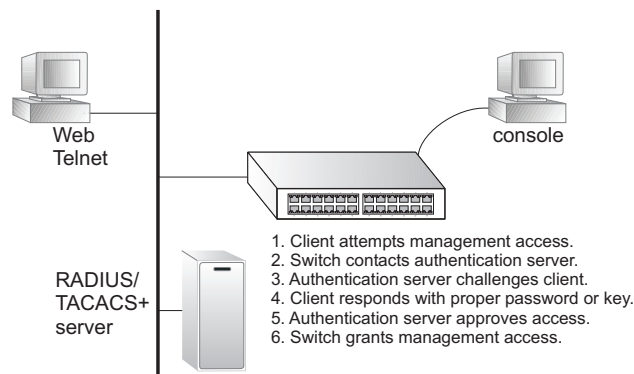 Web
Telnet
console
RADIUS/
TACACS+
server
1. Client attempts management access.
2. Switch contacts authentication server.
3. Authentication server challenges client.
4. Client responds with proper password or key.
5. Authentication server approves access.
6. Switch grants management access.